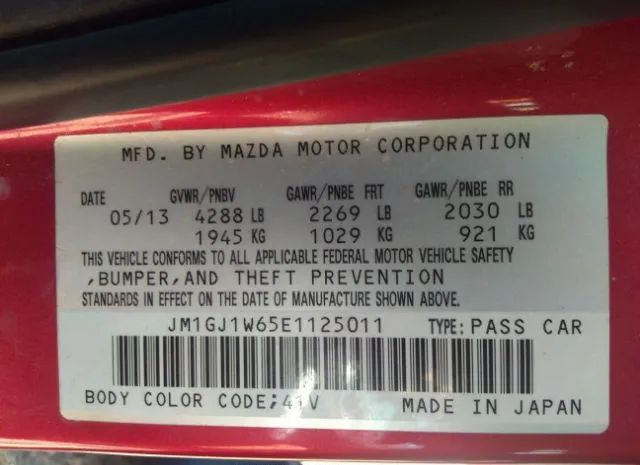 MFD. BY MAZDA MOTOR CORPORATION
DATE GVWR/PNBV GAWR/PNBE FRT GAWR/PNBE RR
05/13 4288 LB 2269 LB 2030 LB
1945 KG 1029 KG 921 KG
THIS VEHICLE CONFORMS TO ALL APPLICABLE FEDERAL MOTOR VEHICLE SAFETY
,BUMPER,AND THEFT PREVENTION
STANDARDS IN EFFECT ON THE DATE OF MANUFACTURE SHOWN ABOVE.
JM1GJ1W65E1125011 TYPE: PASS CAR
BODY COLOR CODE;41V MADE IN JAPAN